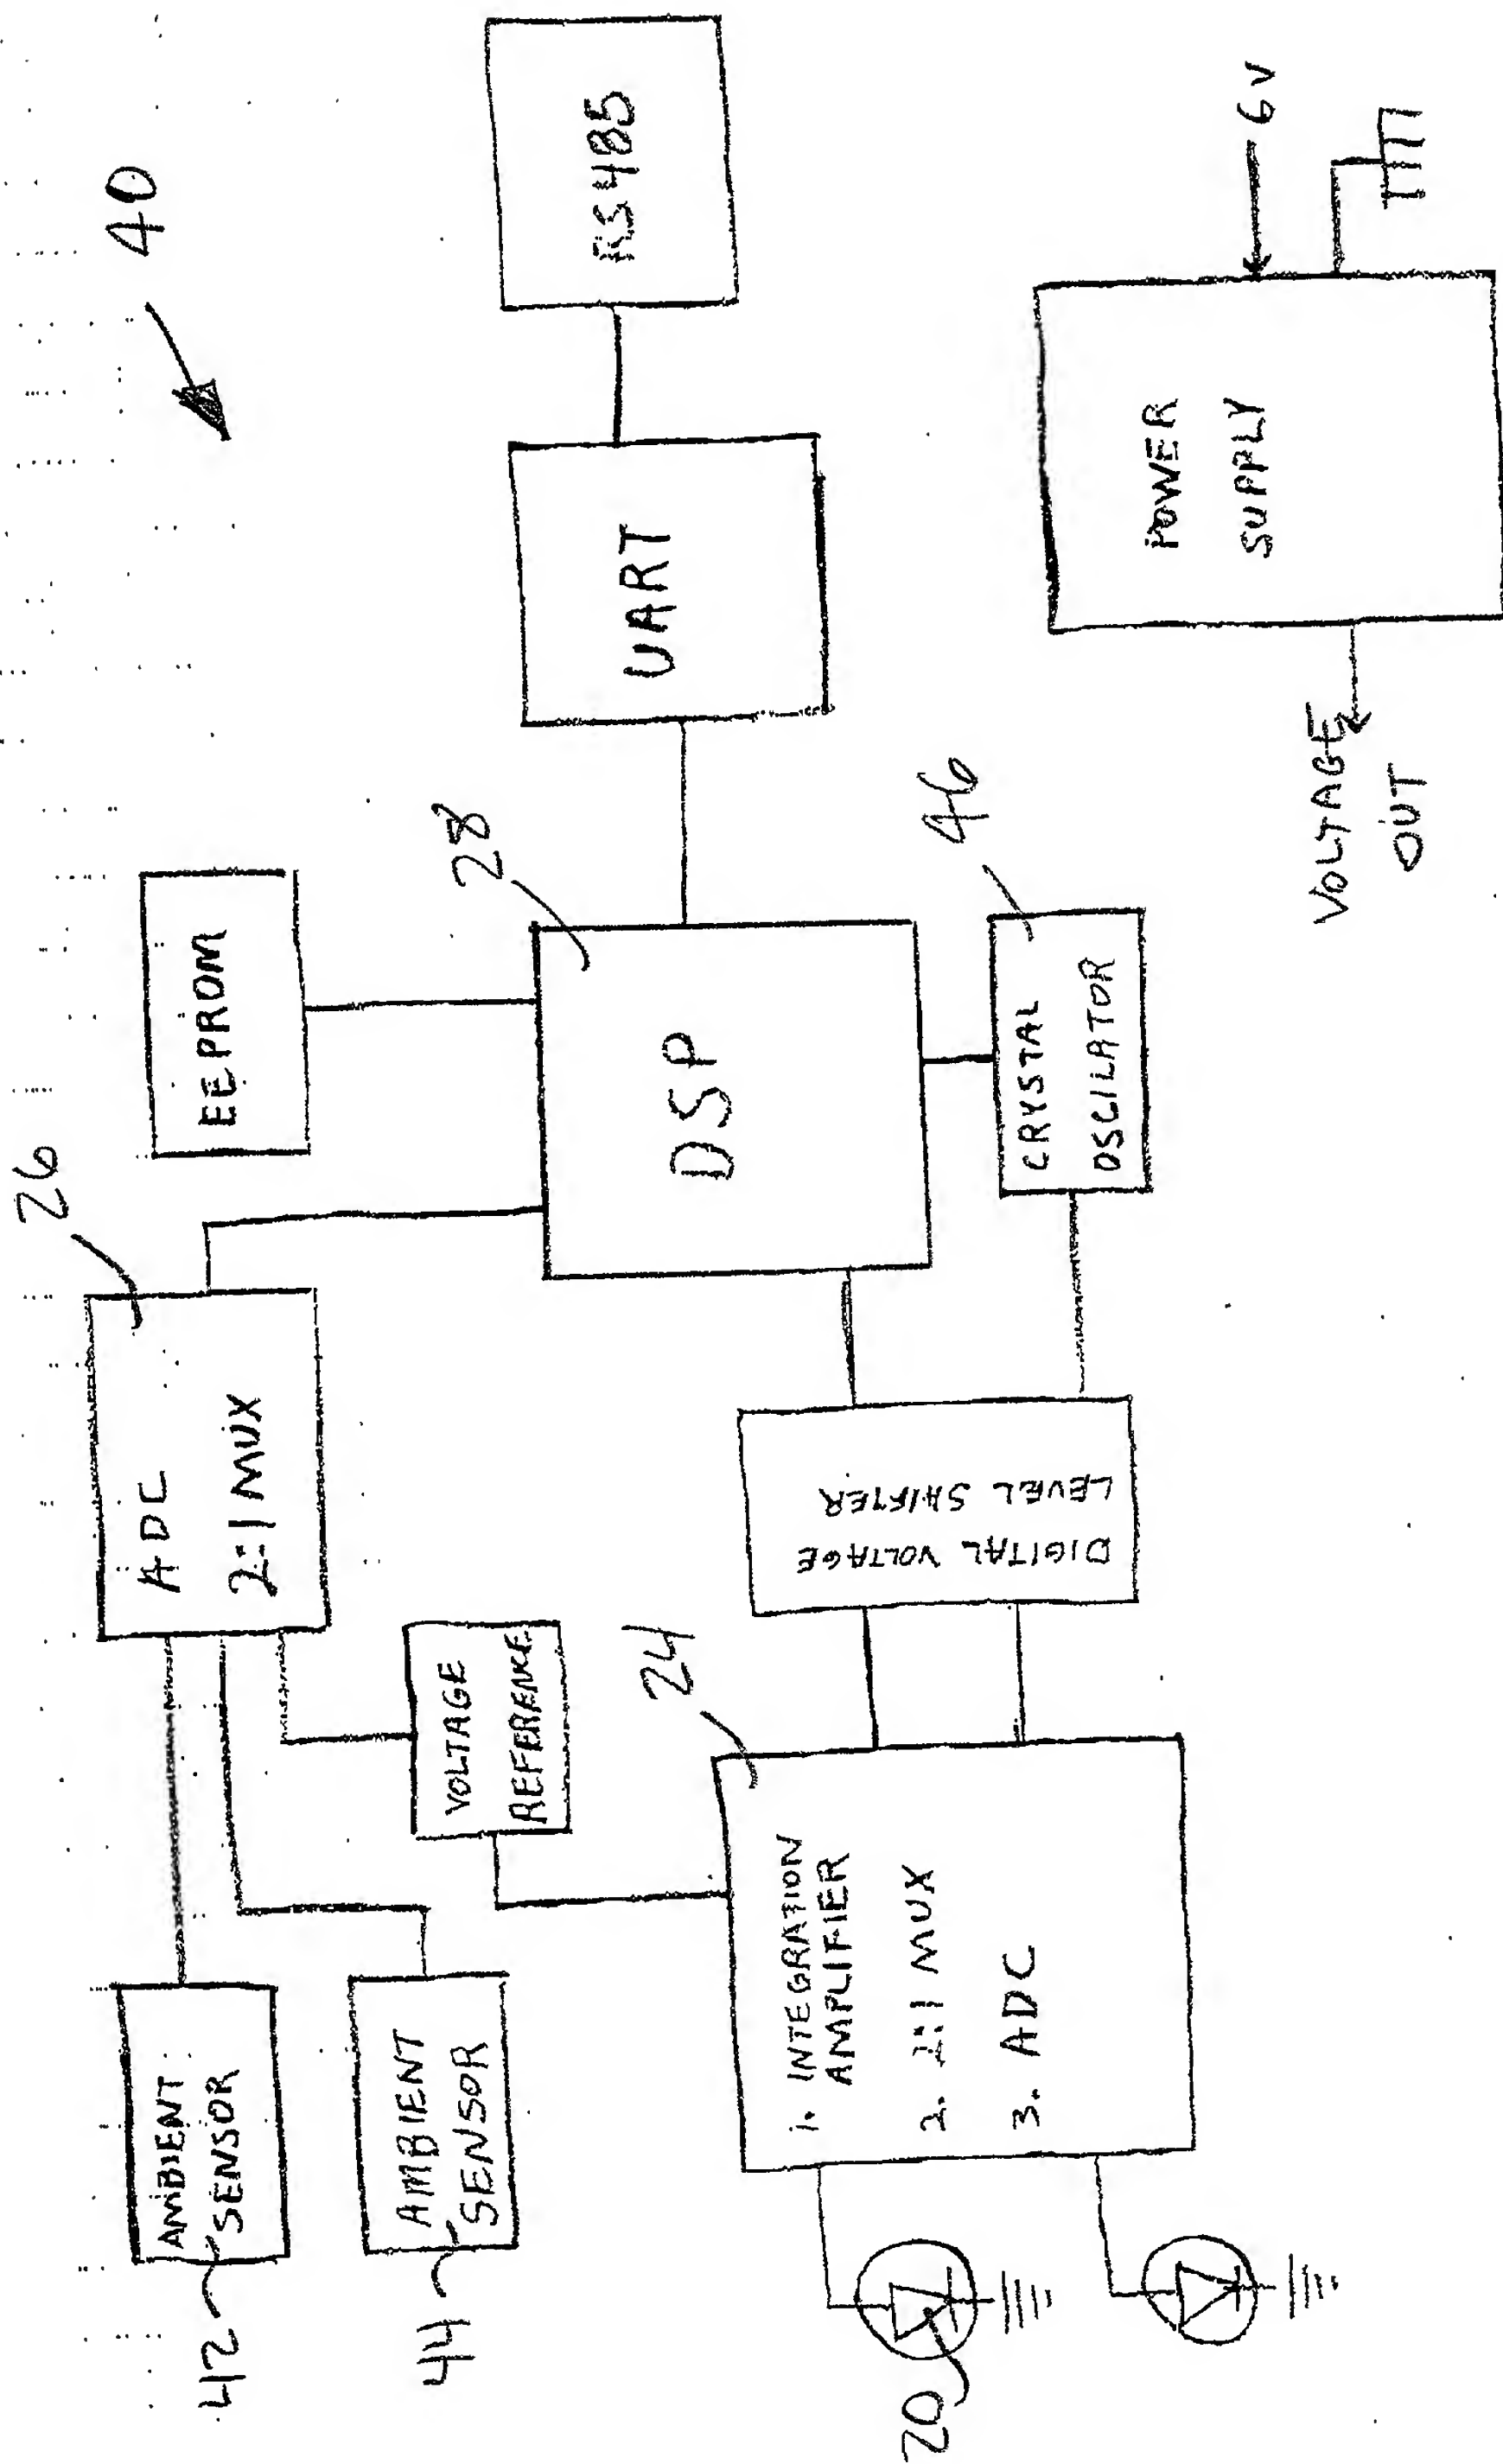 40
26
EEPROM
RS485
ADC
2:1 MUX
28
UART
42
AMBIENT
SENSOR
DSP
44
AMBIENT
SENSOR
VOLTAGE
REFERENCE
24
46
CRYSTAL
OSCILATOR
DIGITAL VOLTAGE
LEVEL SHIFTER
1. INTEGRATION
AMPLIFIER
2. 2:1 MUX
3. ADC
20
POWER
SUPPLY
6V
VOLTAGE
OUT